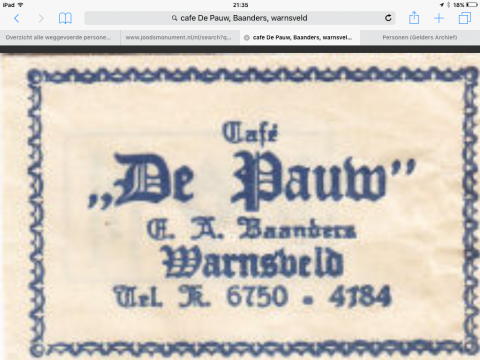 iPad
21:35
18%
cafe De Pauw, Baanders, warnsveld
Overzicht alle weggevoerde persone...
www.joodsmonument.nl/nl/search?q...
cafe De Pauw, Baanders, warnsvel...
Personen (Gelders Archief)
Café
„De Pauw”
E. A. Baanders
Warnsveld
Tel. K. 6750 - 4184